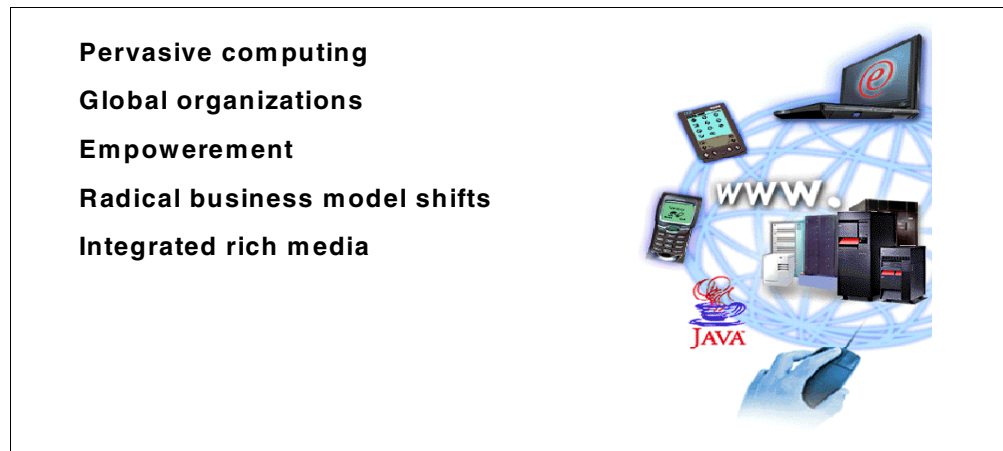 Pervasive computing
Global organizations
Empowerement
Radical business model shifts
Integrated rich media
e
www.
JAVA